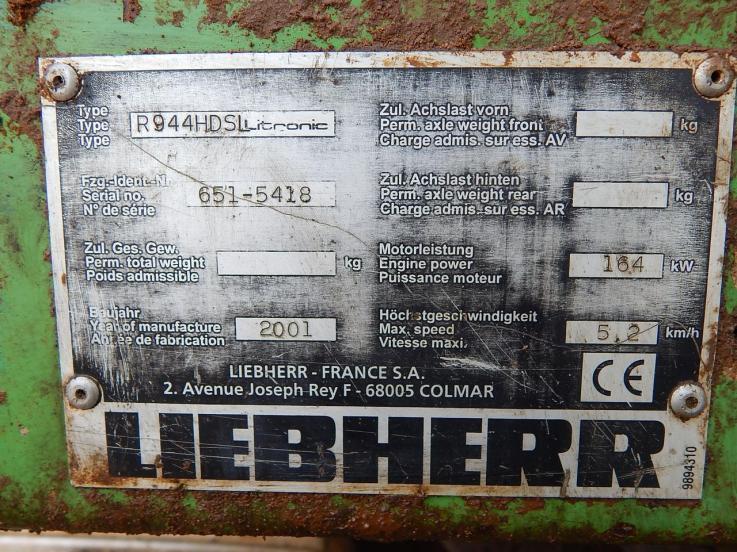 Type
Type R944HDSL Litronic
Type
Fzg.-Ident.-Nr.
Serial no. 651-5418
N° de série
Zul. Ges. Gew.
Perm. total weight kg
Poids admissible
Baujahr
Year of manufacture 2001
Année de fabrication
Zul. Achslast vorn
Perm. axle weight front kg
Charge admis. sur ess. AV
Zul. Achslast hinten
Perm. axle weight rear kg
Charge admis. sur ess. AR
Motorleistung
Engine power 164 kW
Puissance moteur
Höchstgeschwindigkeit
Max. speed 5,2 km/h
Vitesse maxi.
LIEBHERR - FRANCE S.A.
2. Avenue Joseph Rey F - 68005 COLMAR
CE
LIEBHERR
9894310